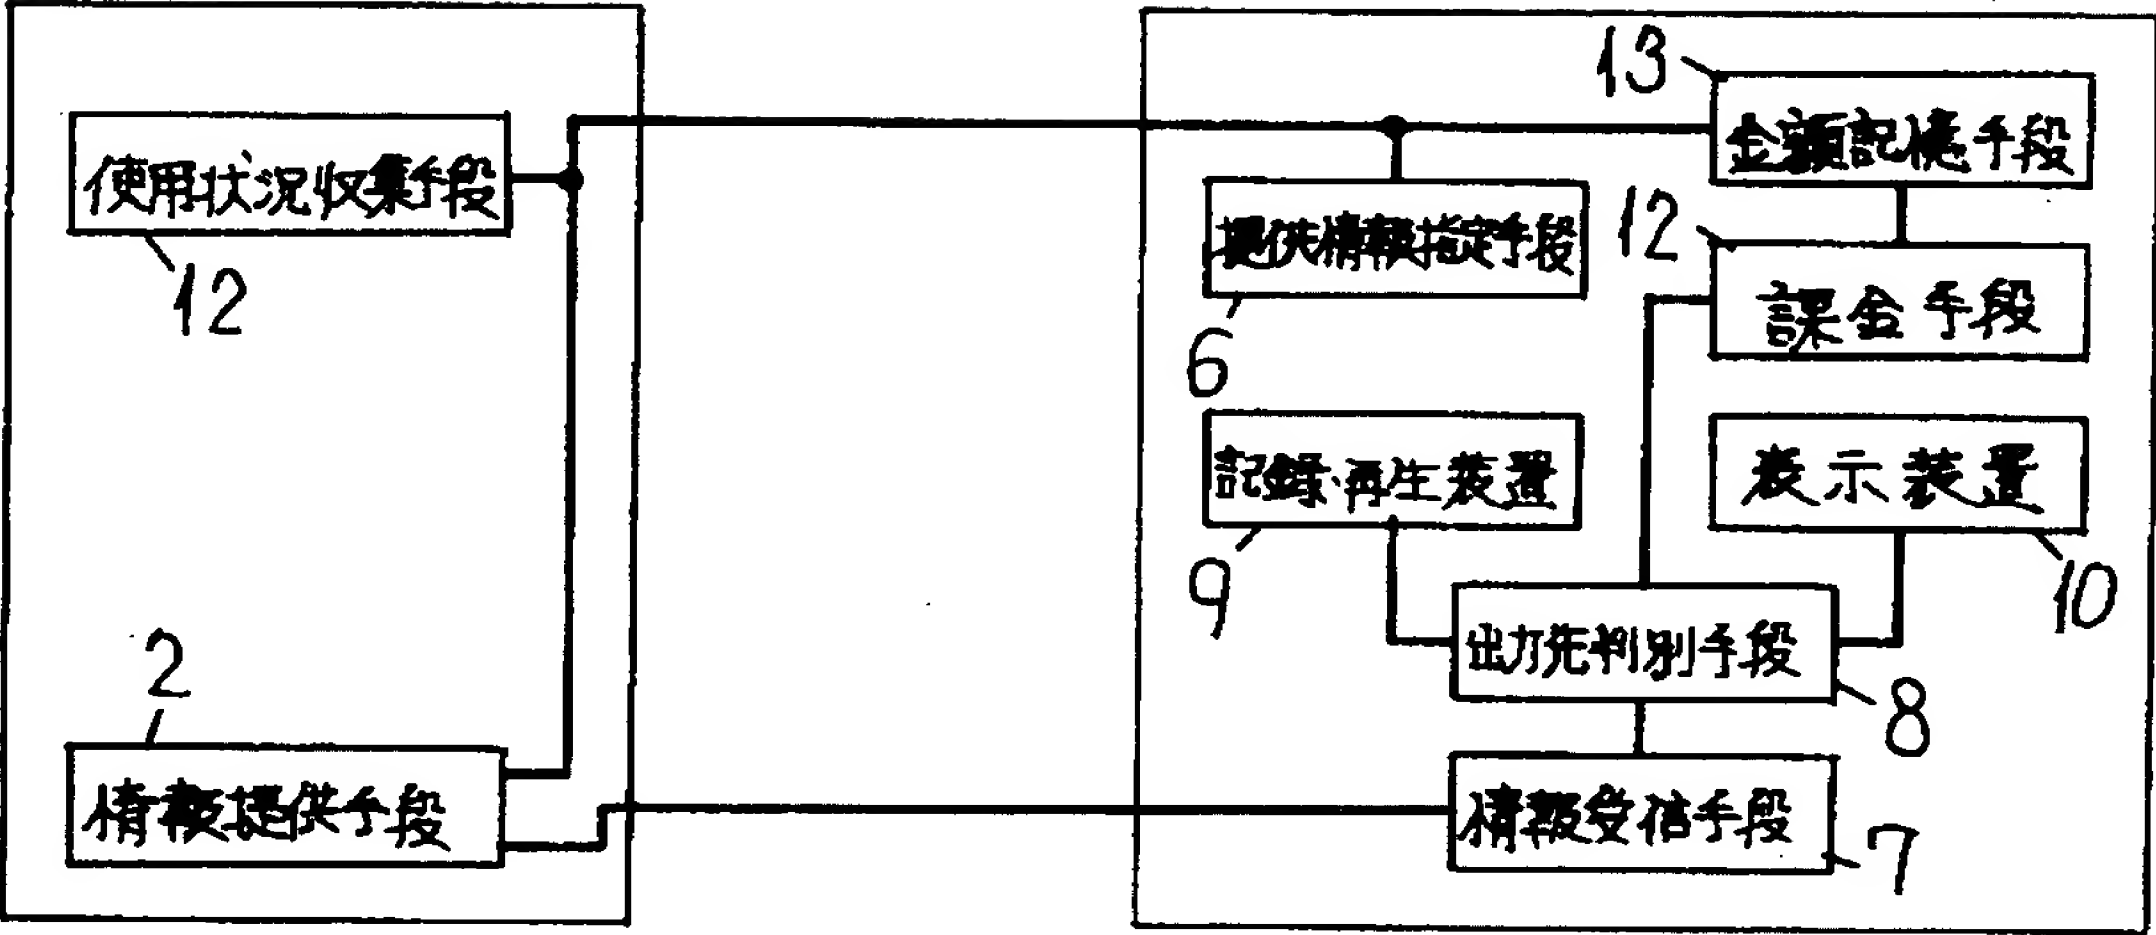 使用状況収集手段
12
2
情報提供手段
13
金額記憶手段
提供情報指定手段
6
12
課金手段
記録・再生装置
9
表示装置
10
出力先判別手段
8
情報受信手段
7